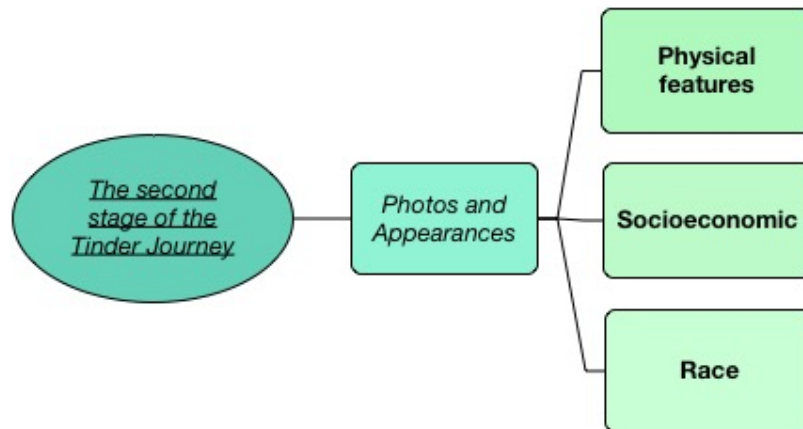 The second
stage of the
Tinder Journey
Photos and
Appearances
Physical
features
Socioeconomic
Race